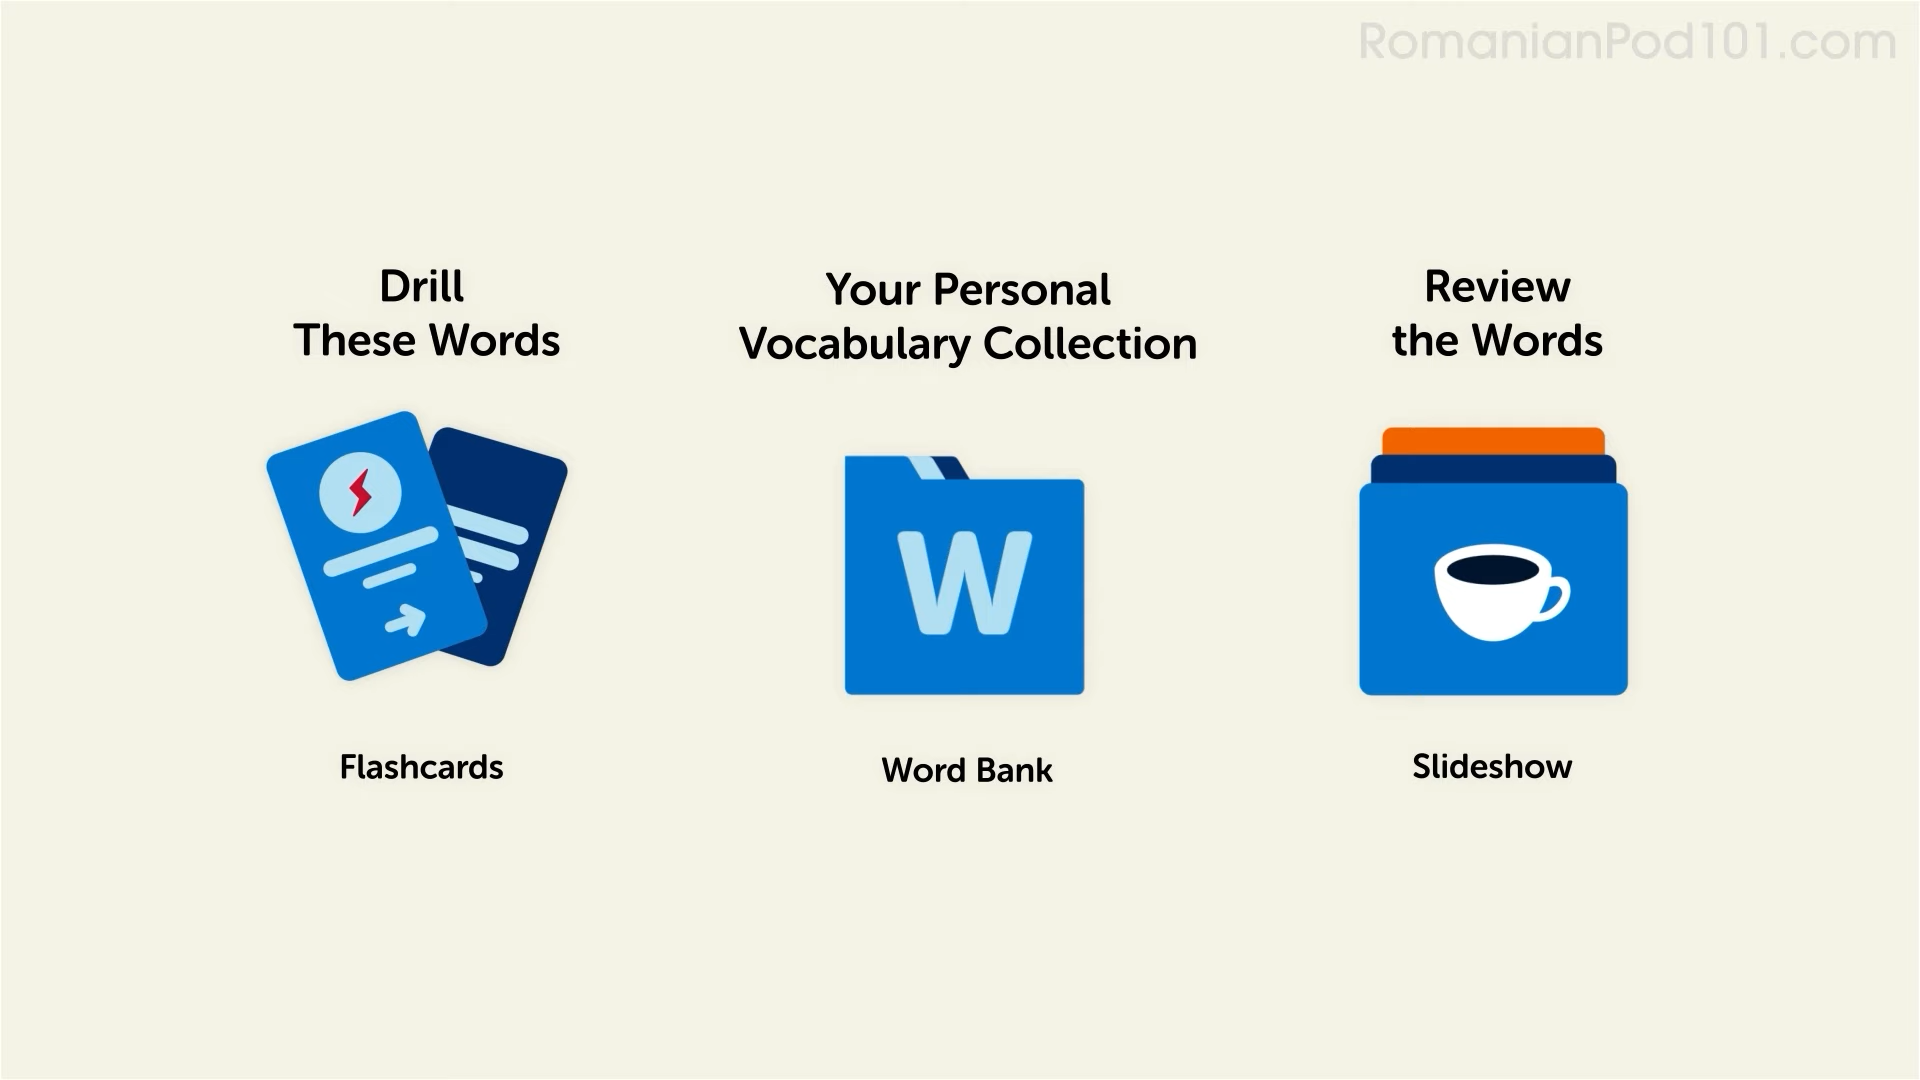 RomanianPod101.com
Drill
These Words
Flashcards
Your Personal
Vocabulary Collection
W
Word Bank
Review
the Words
Slideshow